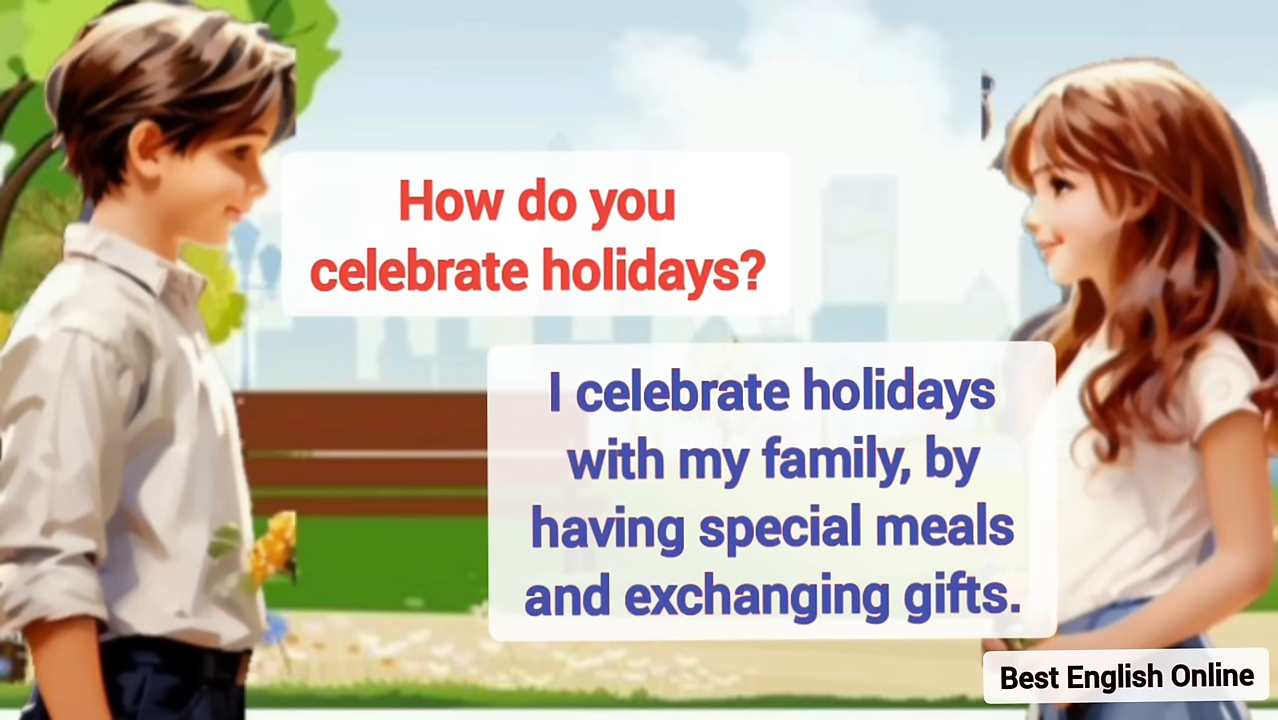 How do you
celebrate holidays?
I celebrate holidays
with my family, by
having special meals
and exchanging gifts.
Best English Online